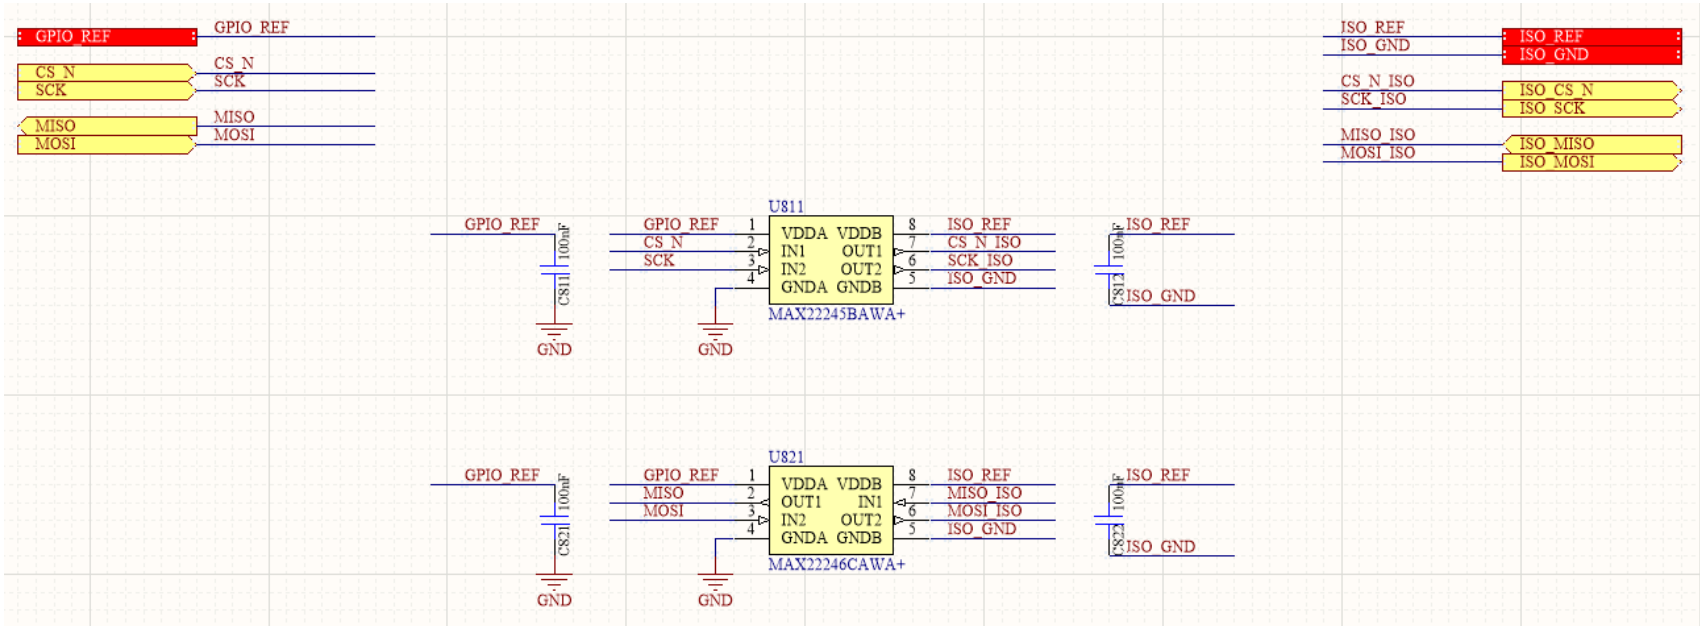 GPIO_REF GPIO_REF
CS_N CS_N
SCK SCK
MISO MISO
MOSI MOSI
ISO_REF ISO_REF
ISO_GND ISO_GND
CS_N_ISO ISO_CS_N
SCK_ISO ISO_SCK
MISO_ISO ISO_MISO
MOSI_ISO ISO_MOSI
U811
GPIO_REF 100nF GPIO_REF 1 VDDA VDDB 8 ISO_REF 100nF ISO_REF
CS_N 2 IN1 OUT1 7 CS_N_ISO
SCK 3 IN2 OUT2 6 SCK_ISO
C811 4 GNDA GNDB 5 ISO_GND C812 ISO_GND
MAX22245BAWA+
GND GND
U821
GPIO_REF 100nF GPIO_REF 1 VDDA VDDB 8 ISO_REF 100nF ISO_REF
MISO 2 OUT1 IN1 7 MISO_ISO
MOSI 3 IN2 OUT2 6 MOSI_ISO
C821 4 GNDA GNDB 5 ISO_GND C822 ISO_GND
MAX22246CAWA+
GND GND